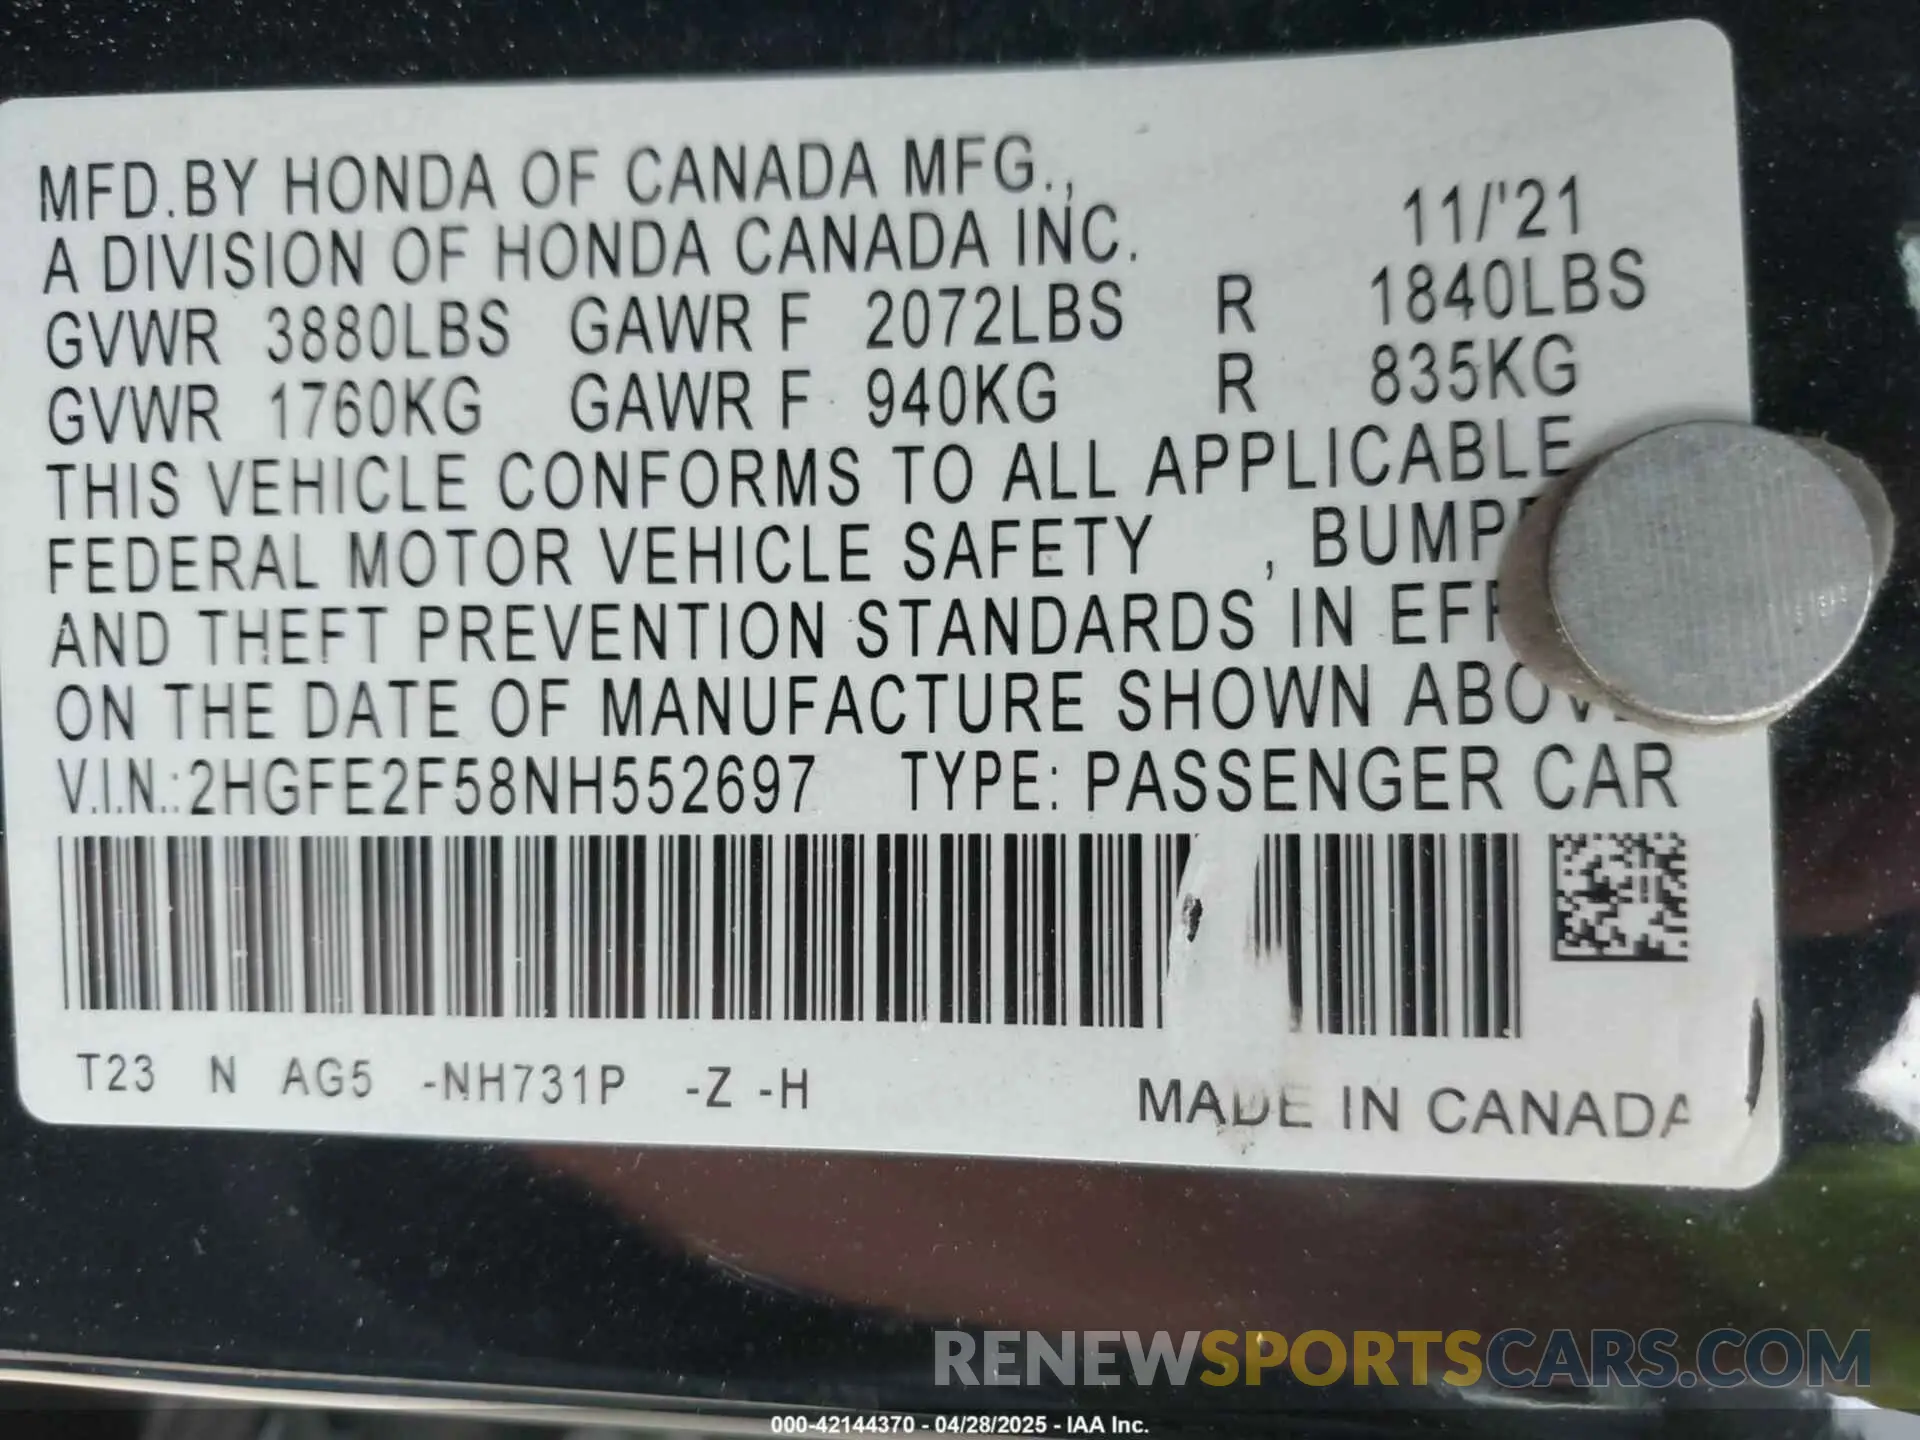 MFD.BY HONDA OF CANADA MFG., 11/'21
A DIVISION OF HONDA CANADA INC.
GVWR 3880LBS GAWR F 2072LBS R 1840LBS
GVWR 1760KG GAWR F 940KG R 835KG
THIS VEHICLE CONFORMS TO ALL APPLICABLE
FEDERAL MOTOR VEHICLE SAFETY , BUMP
AND THEFT PREVENTION STANDARDS IN EFF
ON THE DATE OF MANUFACTURE SHOWN ABOVE
V.I.N.:2HGFE2F58NH552697 TYPE: PASSENGER CAR
T23 N AG5 -NH731P -Z -H
MADE IN CANADA
RENEWSPORTSCARS.COM
000-42144370 - 04/28/2025 - IAA Inc.